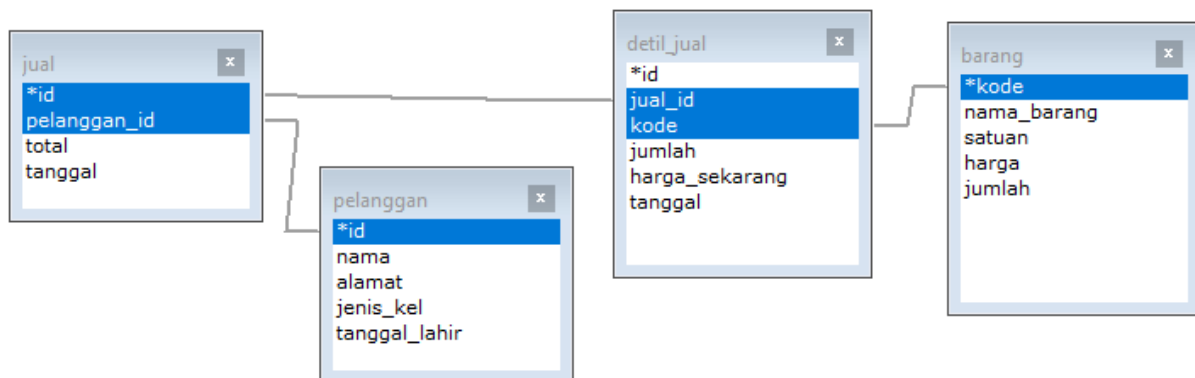 jual
x
*id
pelanggan_id
total
tanggal
pelanggan
x
*id
nama
alamat
jenis_kel
tanggal_lahir
detil_jual
x
*id
jual_id
kode
jumlah
harga_sekarang
tanggal
barang
x
*kode
nama_barang
satuan
harga
jumlah